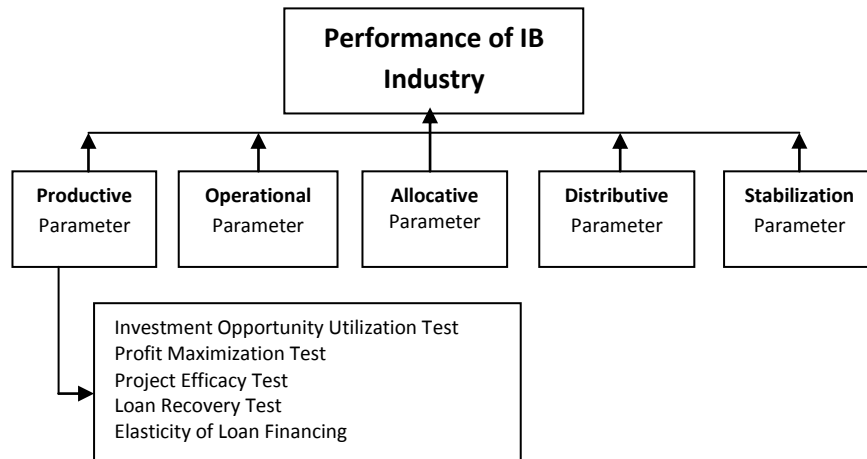 Performance of IB
Industry
Productive
Parameter
Operational
Parameter
Allocative
Parameter
Distributive
Parameter
Stabilization
Parameter
Investment Opportunity Utilization Test
Profit Maximization Test
Project Efficacy Test
Loan Recovery Test
Elasticity of Loan Financing